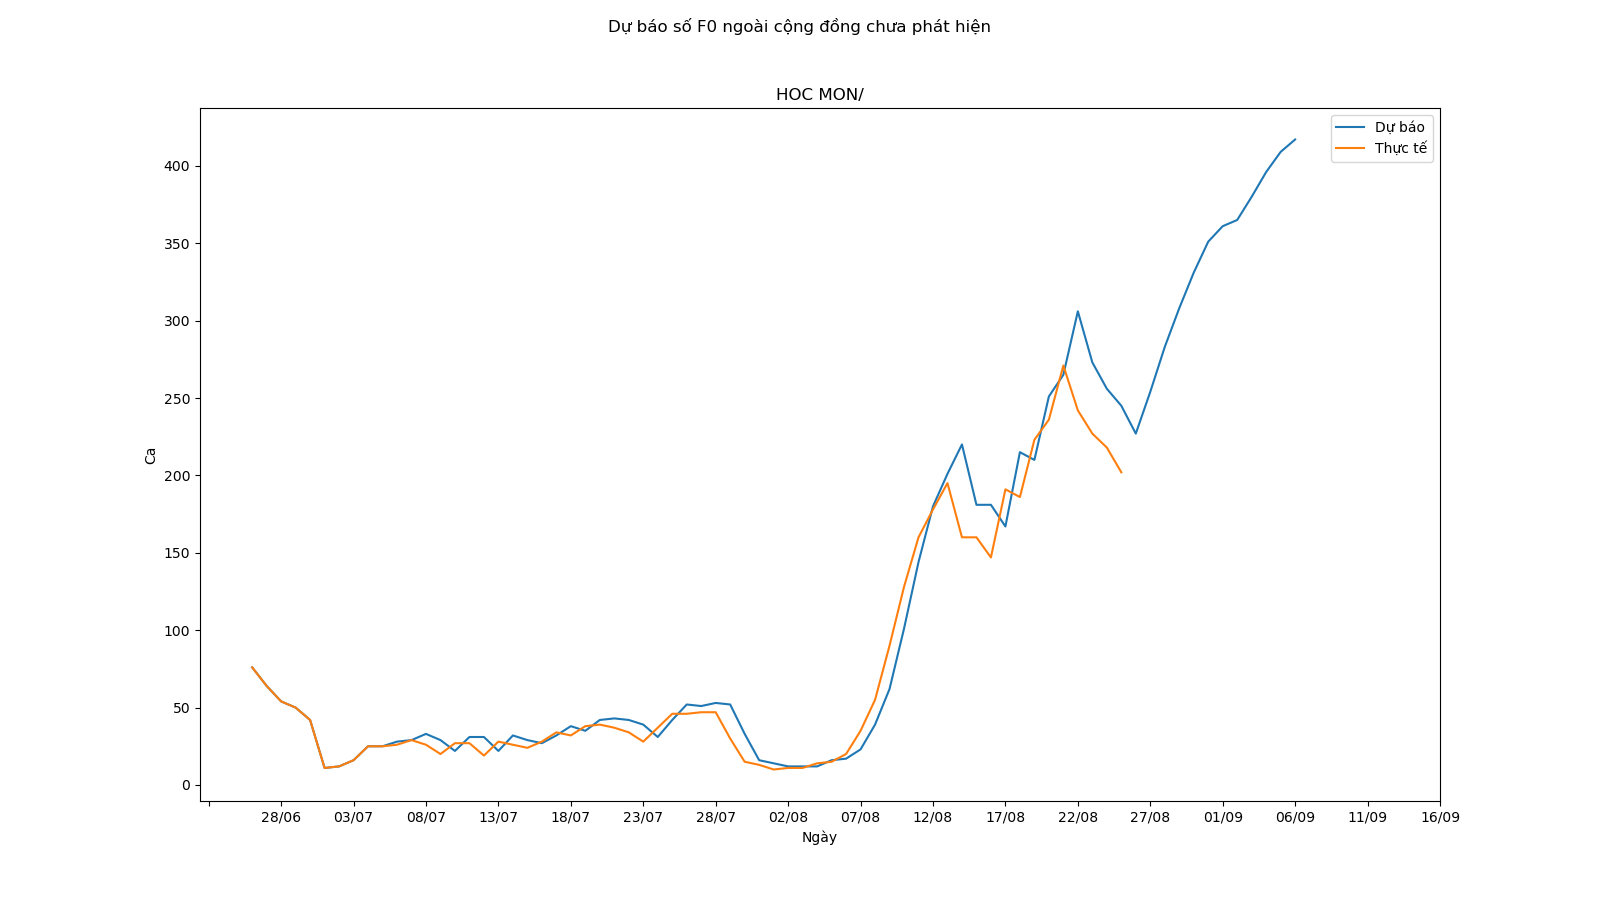 Dự báo số F0 ngoài cộng đồng chưa phát hiện
HOC MON/
Dự báo
Thực tế
400
350
300
250
200
150
100
50
0
Ca
28/06 03/07 08/07 13/07 18/07 23/07 28/07 02/08 07/08 12/08 17/08 22/08 27/08 01/09 06/09 11/09 16/09
Ngày